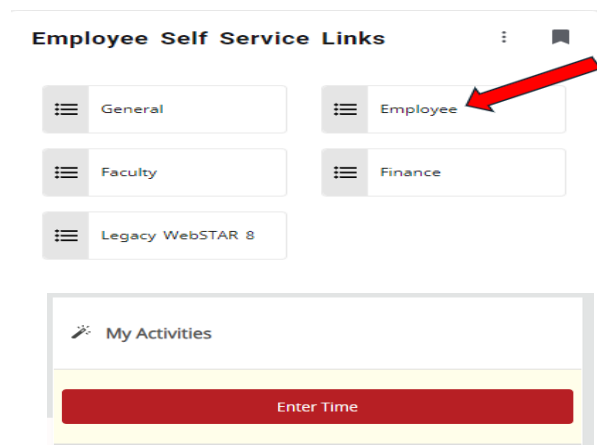 Employee Self Service Links
General
Employee
Faculty
Finance
Legacy WebSTAR 8
My Activities
Enter Time